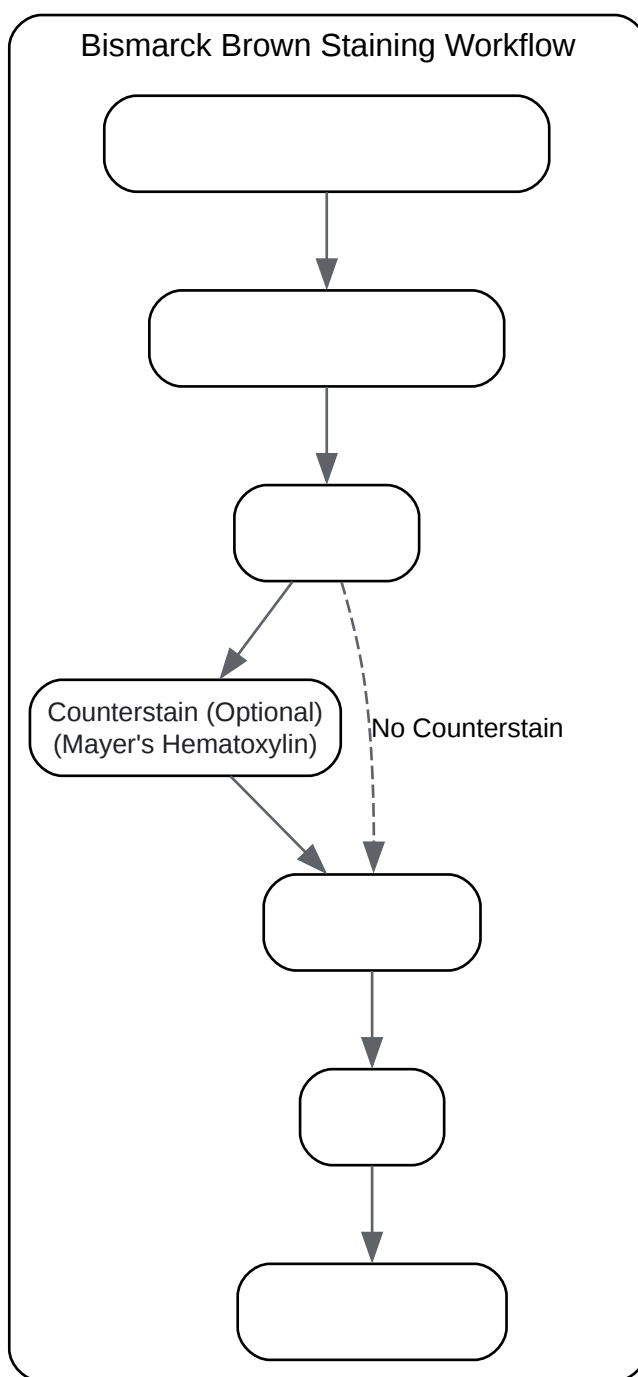 Bismarck Brown Staining Workflow
Counterstain (Optional)
(Mayer's Hematoxylin)
No Counterstain